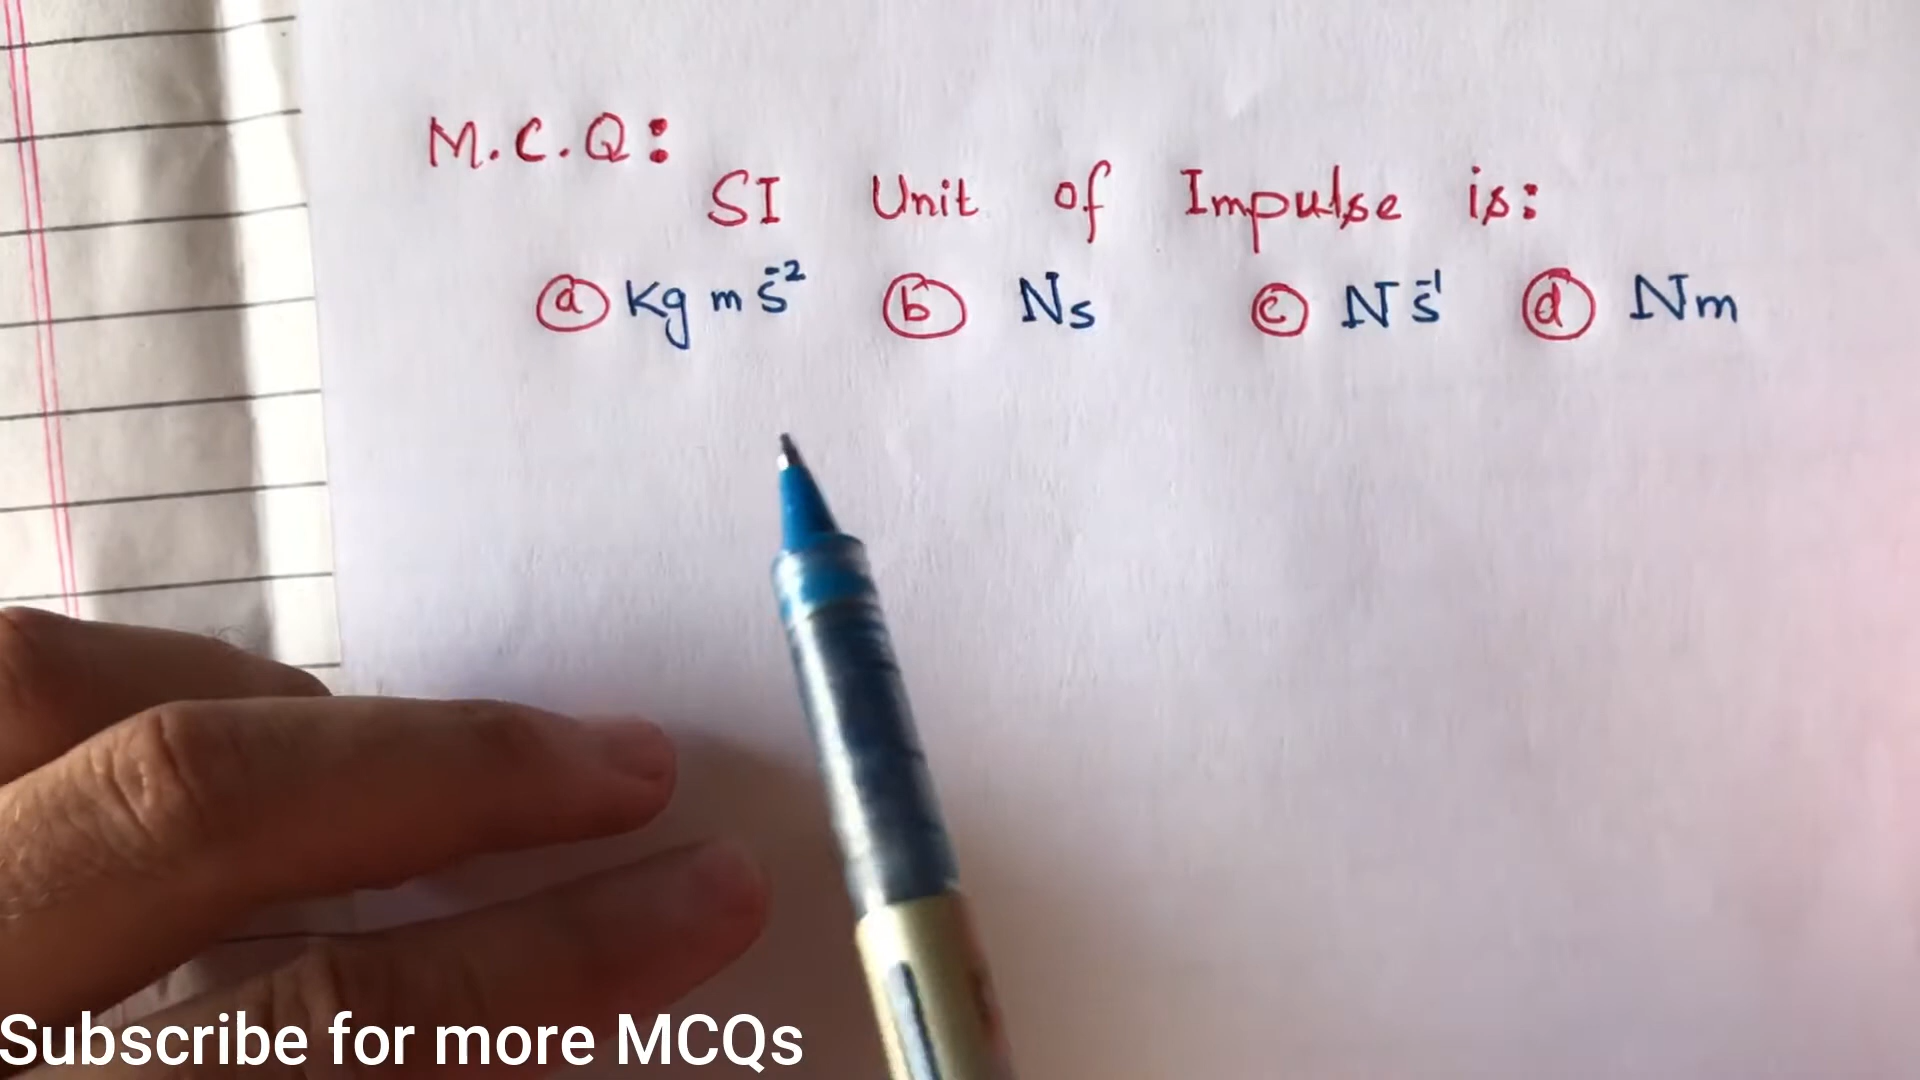 M.C.Q:
SI Unit of Impulse is:
(a) Kg m s⁻² (b) Ns (c) N s⁻¹ (d) Nm
Subscribe for more MCQs